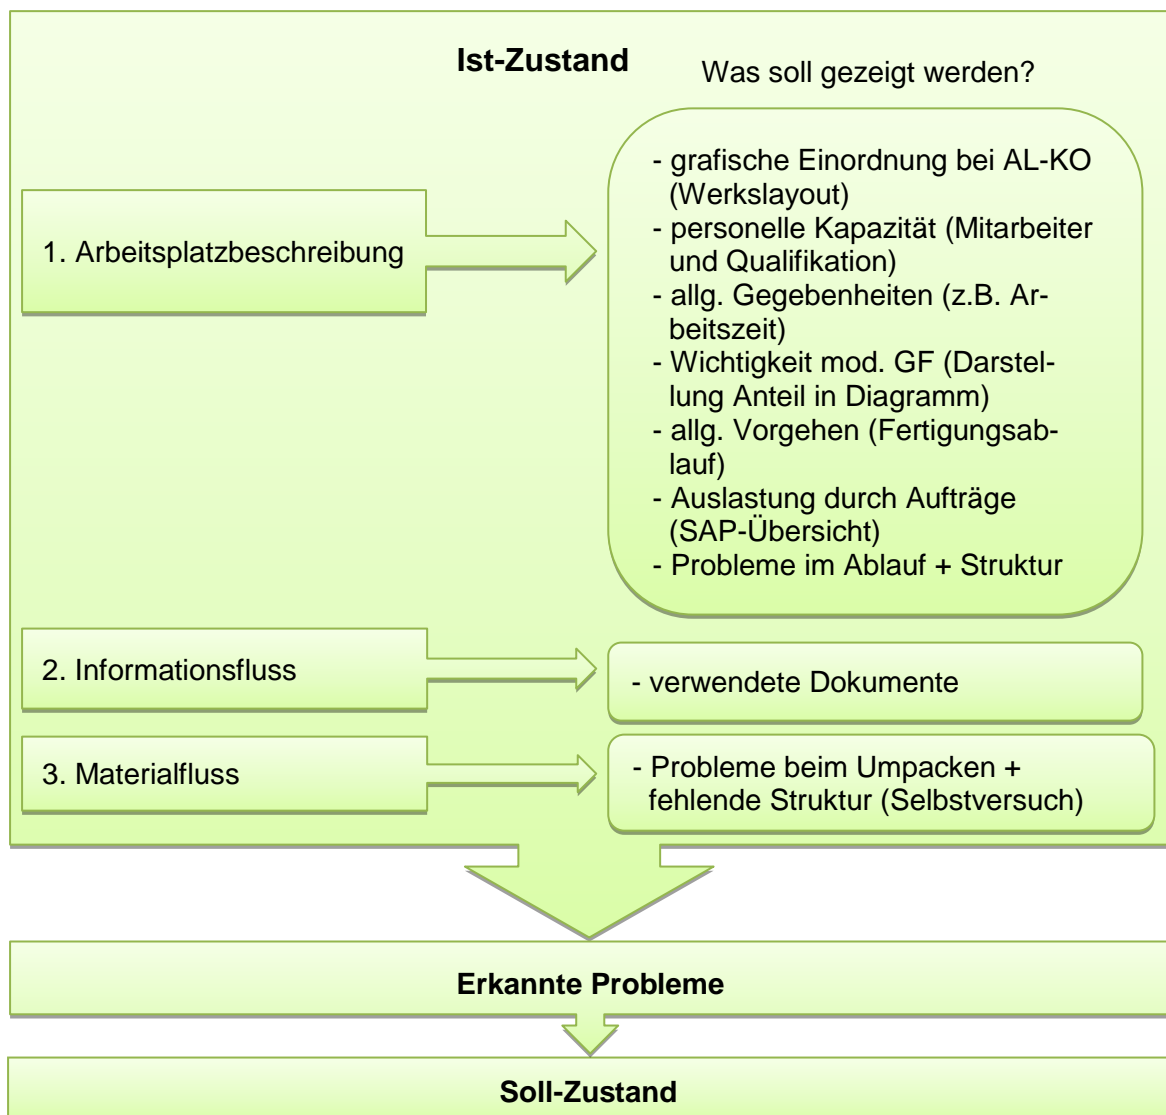 Ist-Zustand
Was soll gezeigt werden?
1. Arbeitsplatzbeschreibung
- grafische Einordnung bei AL-KO
(Werkslayout)
- personelle Kapazität (Mitarbeiter
und Qualifikation)
- allg. Gegebenheiten (z.B. Ar-
beitszeit)
- Wichtigkeit mod. GF (Darstel-
lung Anteil in Diagramm)
- allg. Vorgehen (Fertigungsab-
lauf)
- Auslastung durch Aufträge
(SAP-Übersicht)
- Probleme im Ablauf + Struktur
2. Informationsfluss
- verwendete Dokumente
3. Materialfluss
- Probleme beim Umpacken +
fehlende Struktur (Selbstversuch)
Erkannte Probleme
Soll-Zustand